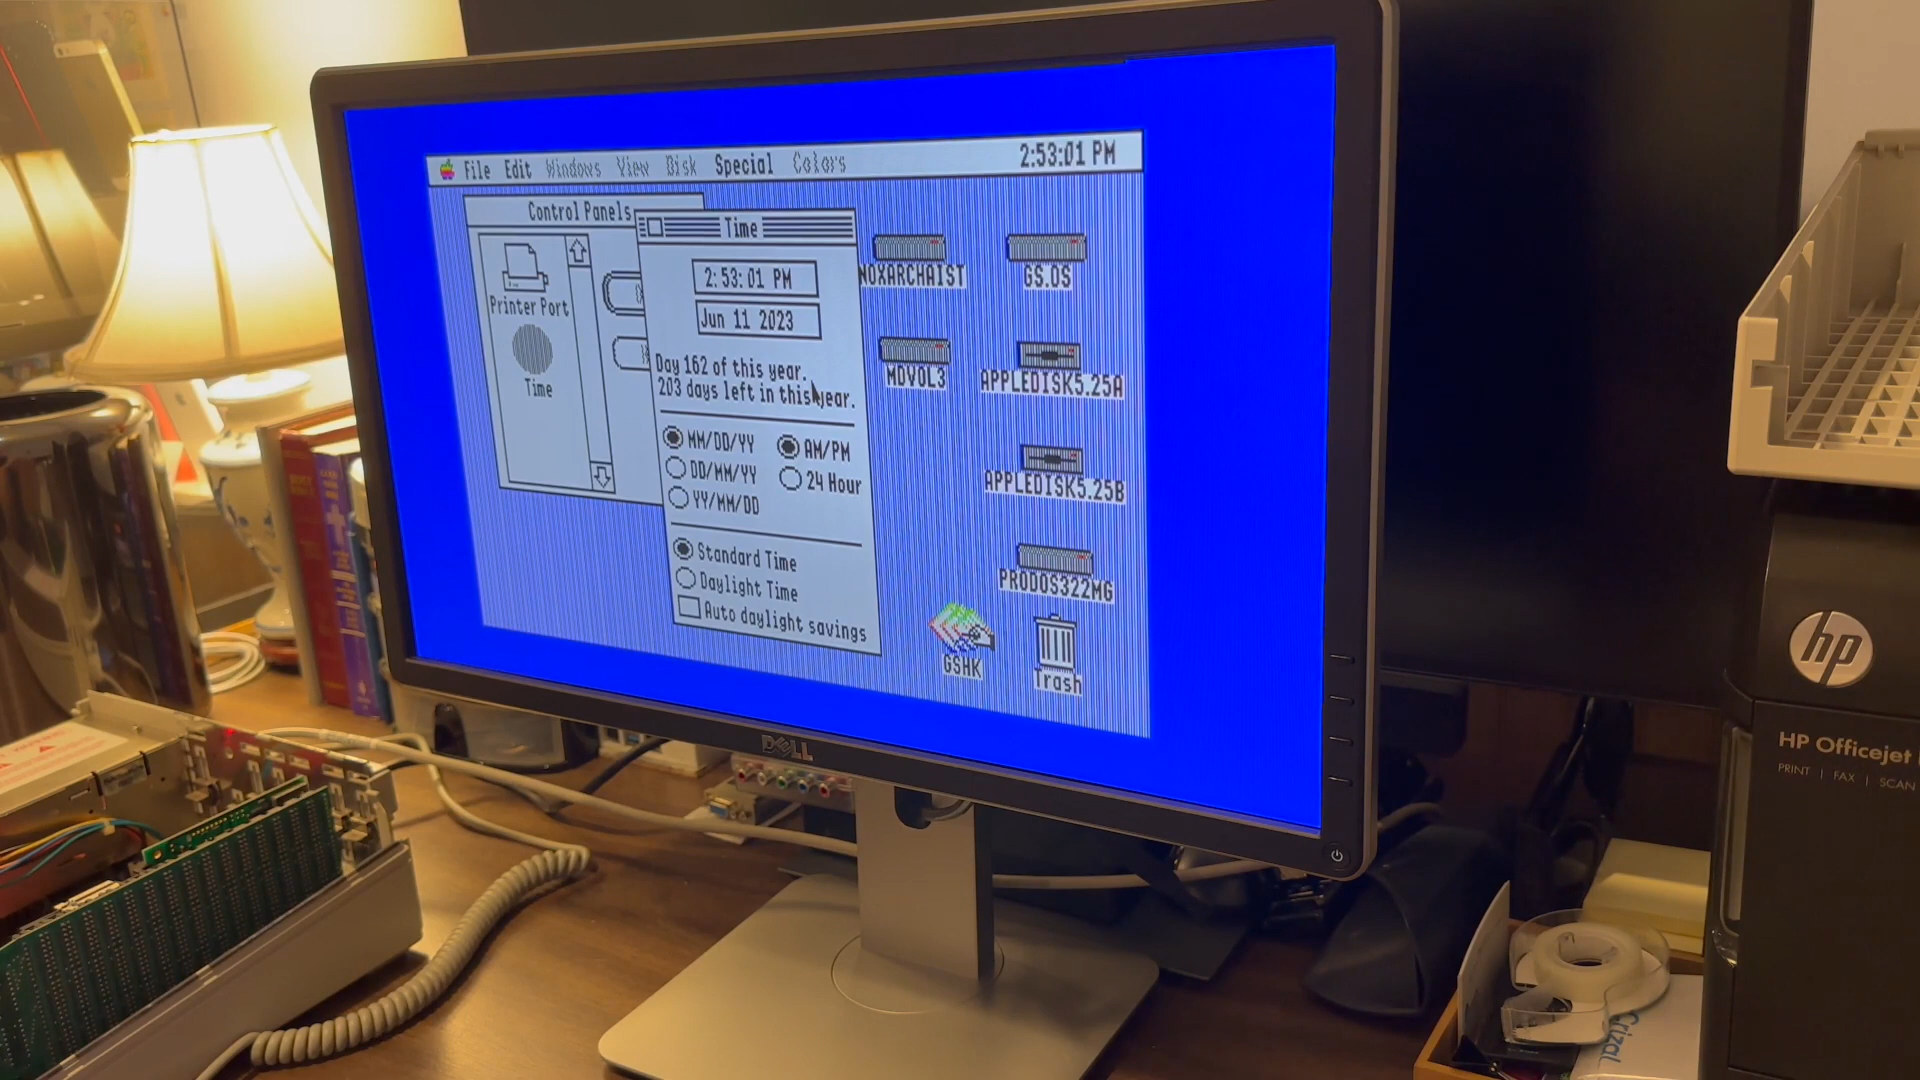 File Edit Windows View Disk Special Colors 2:53:01 PM
Control Panels
Time
Printer Port
Time
2:53:01 PM
Jun 11 2023
Day 162 of this year.
203 days left in this year.
MM/DD/YY
DD/MM/YY
YY/MM/DD
AM/PM
24 Hour
Standard Time
Daylight Time
Auto daylight savings
NOXARCHAIST
GS.OS
MDVOL3
APPLEDISK5.25A
APPLEDISK5.25B
PRODOS322MG
GSHK
Trash
DELL
hp
HP Officejet
PRINT | FAX | SCAN
Crizal